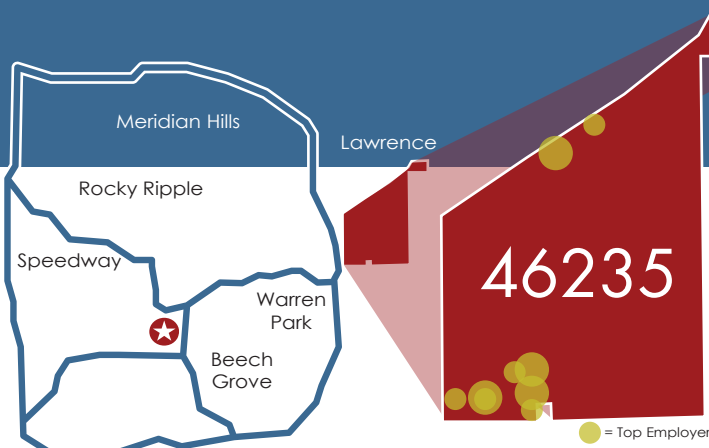 Meridian Hills
Lawrence
Rocky Ripple
Speedway
46235
Warren
Park
Beech
Grove
= Top Employer